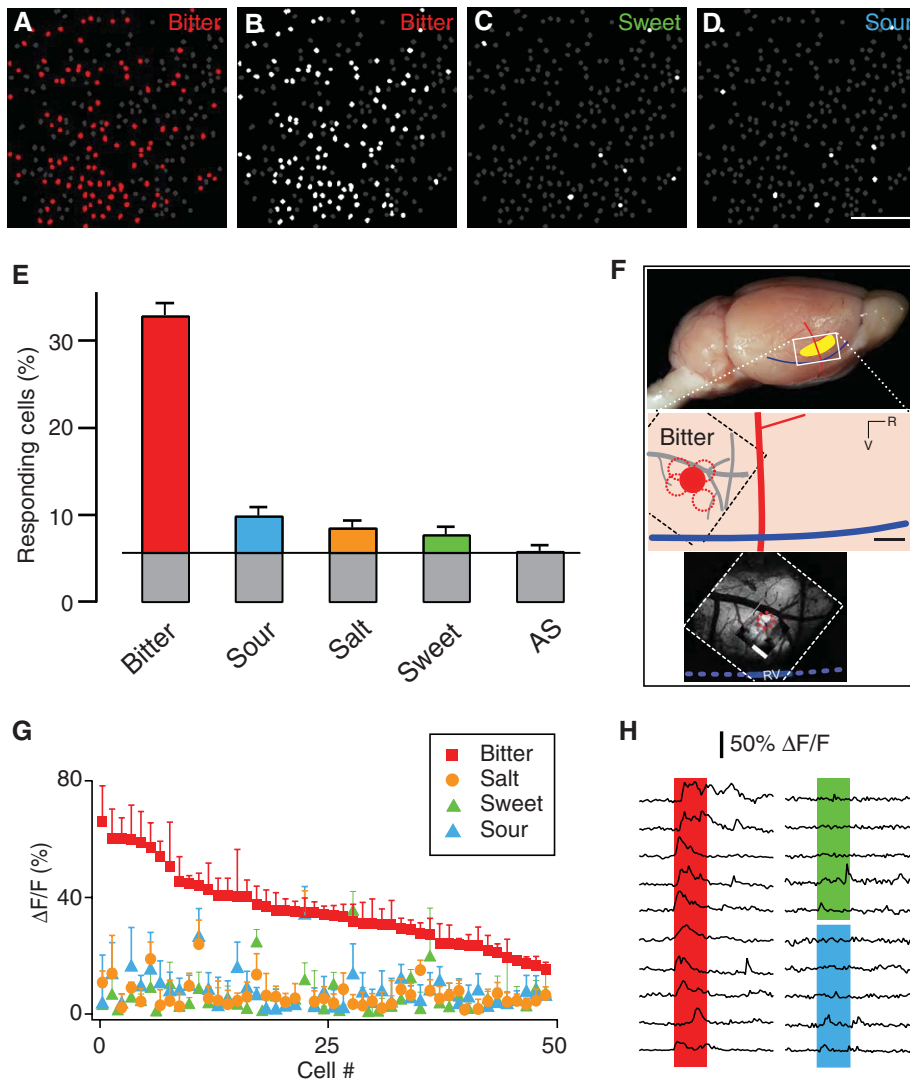 A Bitter
B Bitter
C Sweet
D Sour
E
Responding cells (%)
30
20
10
0
Bitter
Sour
Salt
Sweet
AS
F
Bitter
R
V
RV
G
ΔF/F (%)
80
40
0
0
25
50
Cell #
Bitter
Salt
Sweet
Sour
H
50% ΔF/F